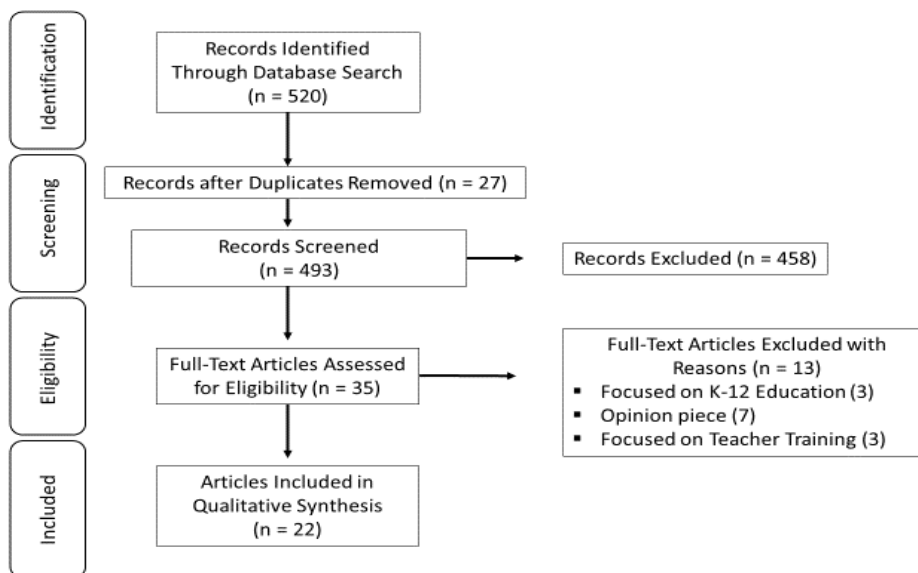 Identification
Records Identified
Through Database Search
(n = 520)
Screening
Records after Duplicates Removed (n = 27)
Records Screened
(n = 493)
Records Excluded (n = 458)
Eligibility
Full-Text Articles Assessed
for Eligibility (n = 35)
Full-Text Articles Excluded with
Reasons (n = 13)
▪ Focused on K-12 Education (3)
▪ Opinion piece (7)
▪ Focused on Teacher Training (3)
Included
Articles Included in
Qualitative Synthesis
(n = 22)